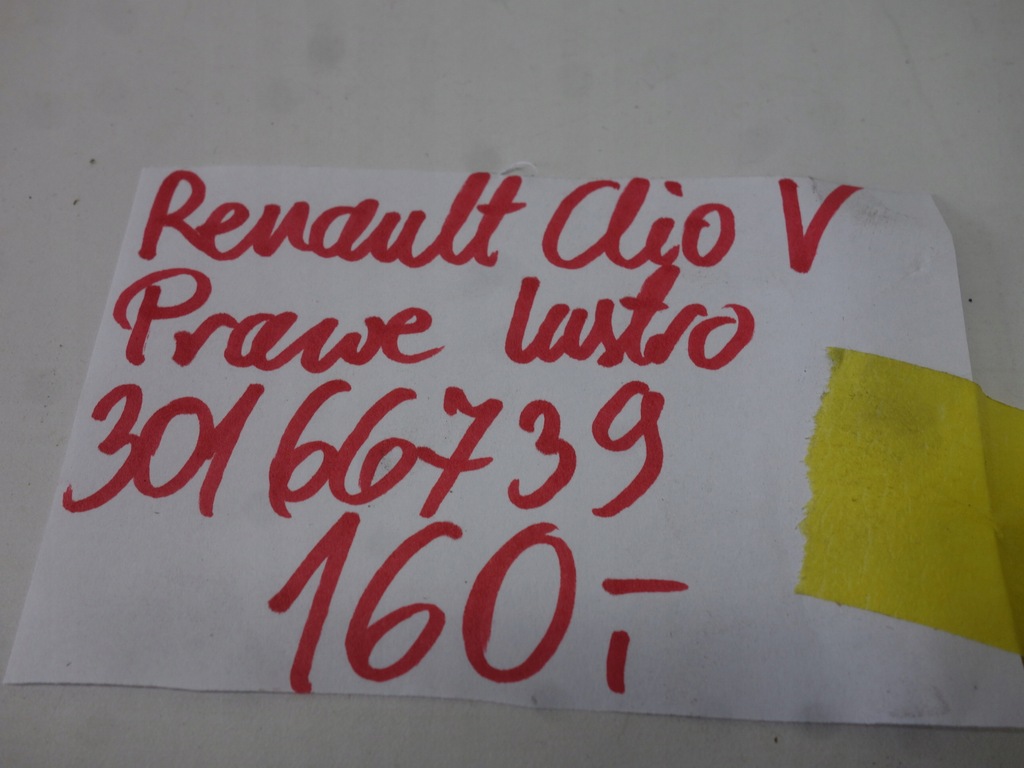 Renault Clio V
Prawe lustro
30166739
160,-